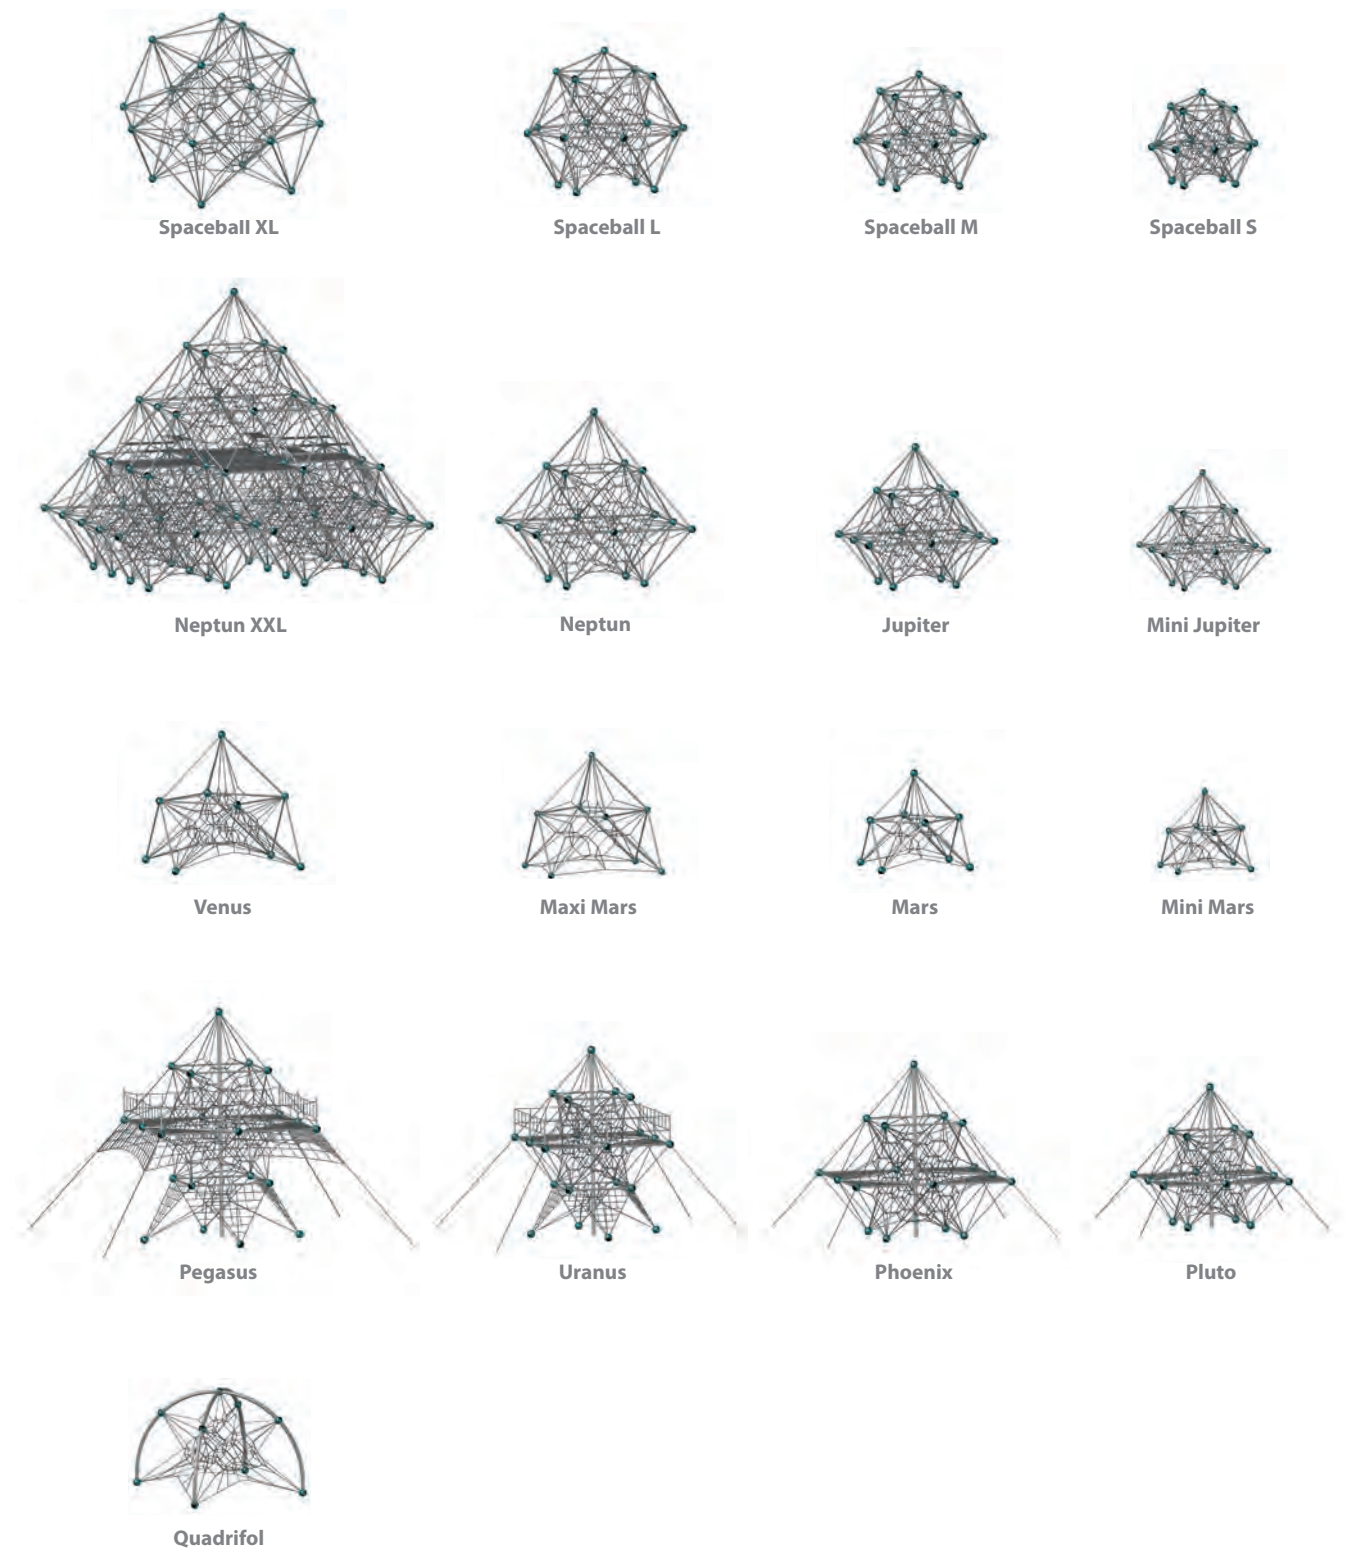 Spaceball XL
Spaceball L
Spaceball M
Spaceball S
Neptun XXL
Neptun
Jupiter
Mini Jupiter
Venus
Maxi Mars
Mars
Mini Mars
Pegasus
Uranus
Phoenix
Pluto
Quadrifol